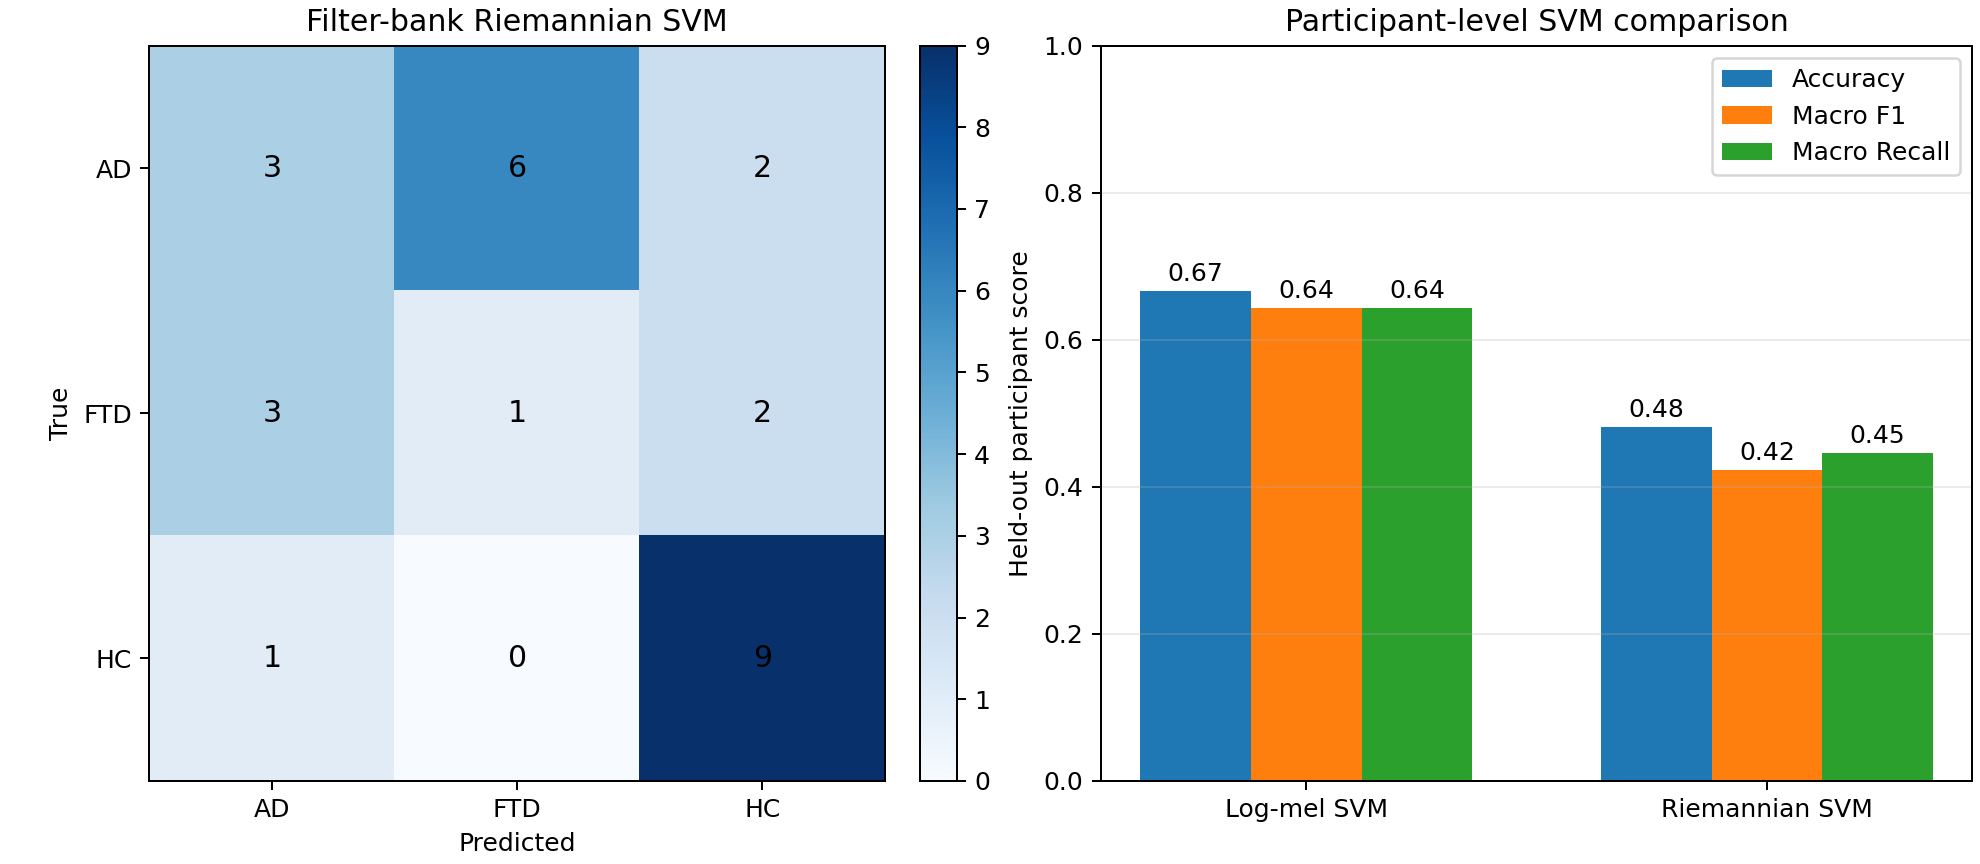 Filter-bank Riemannian SVM
True
AD
FTD
HC
3 6 2
3 1 2
1 0 9
AD FTD HC
Predicted
9
8
7
6
5
4
3
2
1
0
Participant-level SVM comparison
Held-out participant score
1.0
0.8
0.6
0.4
0.2
0.0
Accuracy
Macro F1
Macro Recall
0.67 0.64 0.64
0.48 0.42 0.45
Log-mel SVM Riemannian SVM